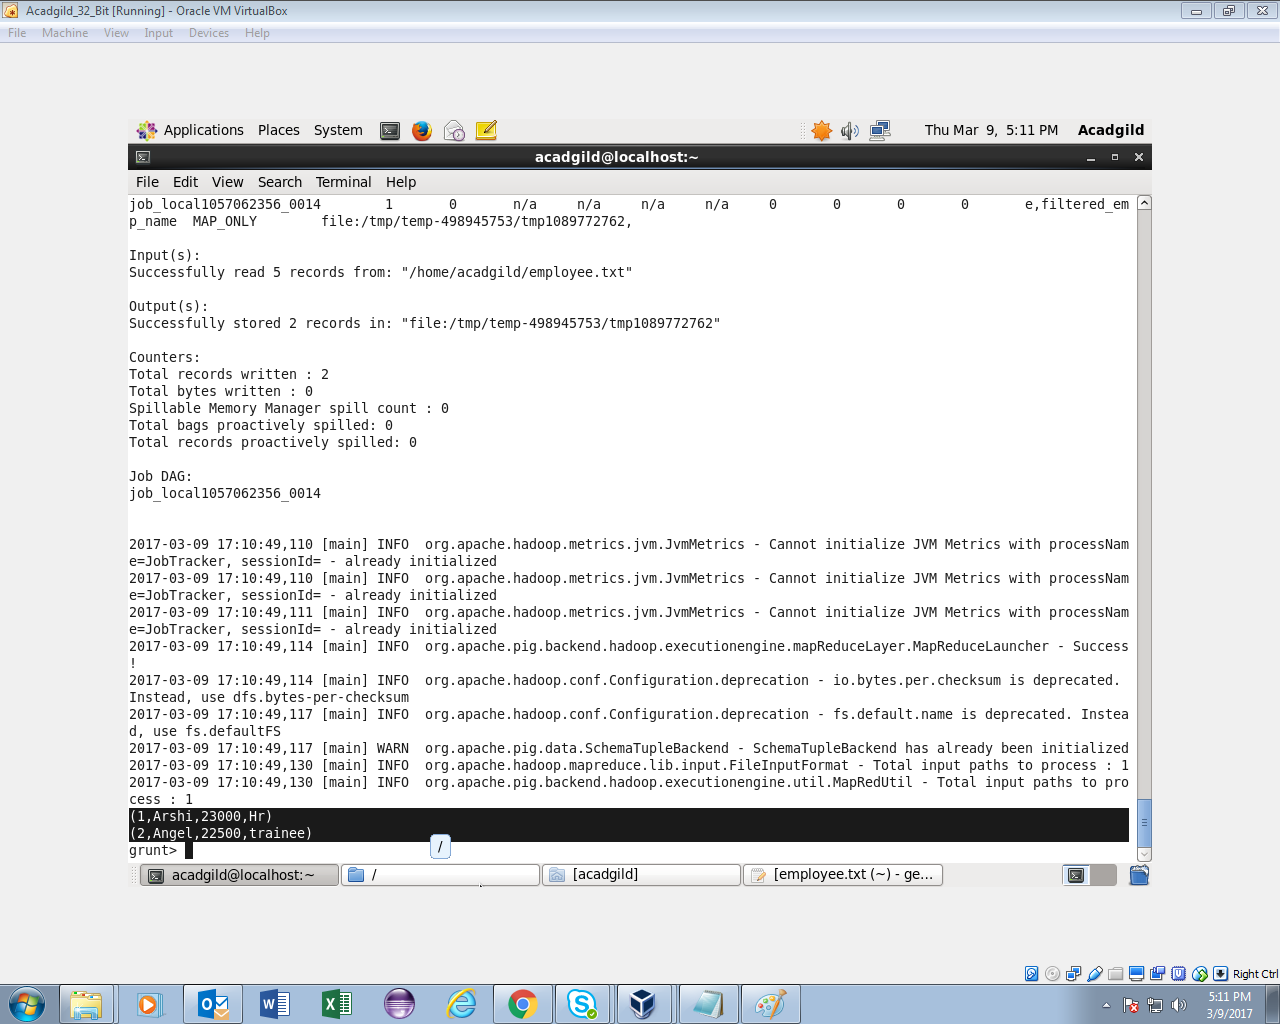 Acadgild_32_Bit [Running] - Oracle VM VirtualBox
File Machine View Input Devices Help
Applications Places System Thu Mar 9, 5:11 PM Acadgild
acadgild@localhost:~
File Edit View Search Terminal Help
job_local1057062356_0014 1 0 n/a n/a n/a n/a 0 0 0 0 e,filtered_em
p_name MAP_ONLY file:/tmp/temp-498945753/tmp1089772762,
Input(s):
Successfully read 5 records from: "/home/acadgild/employee.txt"
Output(s):
Successfully stored 2 records in: "file:/tmp/temp-498945753/tmp1089772762"
Counters:
Total records written : 2
Total bytes written : 0
Spillable Memory Manager spill count : 0
Total bags proactively spilled: 0
Total records proactively spilled: 0
Job DAG:
job_local1057062356_0014
2017-03-09 17:10:49,110 [main] INFO org.apache.hadoop.metrics.jvm.JvmMetrics - Cannot initialize JVM Metrics with processNam
e=JobTracker, sessionId= - already initialized
2017-03-09 17:10:49,110 [main] INFO org.apache.hadoop.metrics.jvm.JvmMetrics - Cannot initialize JVM Metrics with processNam
e=JobTracker, sessionId= - already initialized
2017-03-09 17:10:49,111 [main] INFO org.apache.hadoop.metrics.jvm.JvmMetrics - Cannot initialize JVM Metrics with processNam
e=JobTracker, sessionId= - already initialized
2017-03-09 17:10:49,114 [main] INFO org.apache.pig.backend.hadoop.executionengine.mapReduceLayer.MapReduceLauncher - Success
!
2017-03-09 17:10:49,114 [main] INFO org.apache.hadoop.conf.Configuration.deprecation - io.bytes.per.checksum is deprecated.
Instead, use dfs.bytes-per-checksum
2017-03-09 17:10:49,117 [main] INFO org.apache.hadoop.conf.Configuration.deprecation - fs.default.name is deprecated. Instea
d, use fs.defaultFS
2017-03-09 17:10:49,117 [main] WARN org.apache.pig.data.SchemaTupleBackend - SchemaTupleBackend has already been initialized
2017-03-09 17:10:49,130 [main] INFO org.apache.hadoop.mapreduce.lib.input.FileInputFormat - Total input paths to process : 1
2017-03-09 17:10:49,130 [main] INFO org.apache.pig.backend.hadoop.executionengine.util.MapRedUtil - Total input paths to pro
cess : 1
(1,Arshi,23000,Hr)
(2,Angel,22500,trainee)
grunt>
/
acadgild@localhost:~ / [acadgild] [employee.txt (~) - ge...
Right Ctrl
5:11 PM
3/9/2017